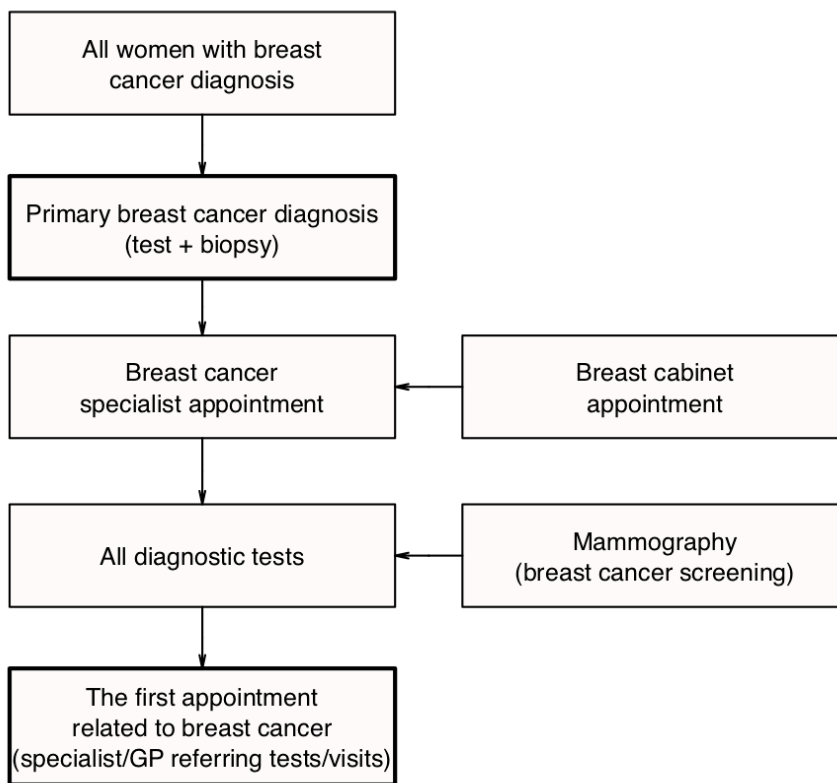 All women with breast
cancer diagnosis
Primary breast cancer diagnosis
(test + biopsy)
Breast cancer
specialist appointment
Breast cabinet
appointment
All diagnostic tests
Mammography
(breast cancer screening)
The first appointment
related to breast cancer
(specialist/GP referring tests/visits)